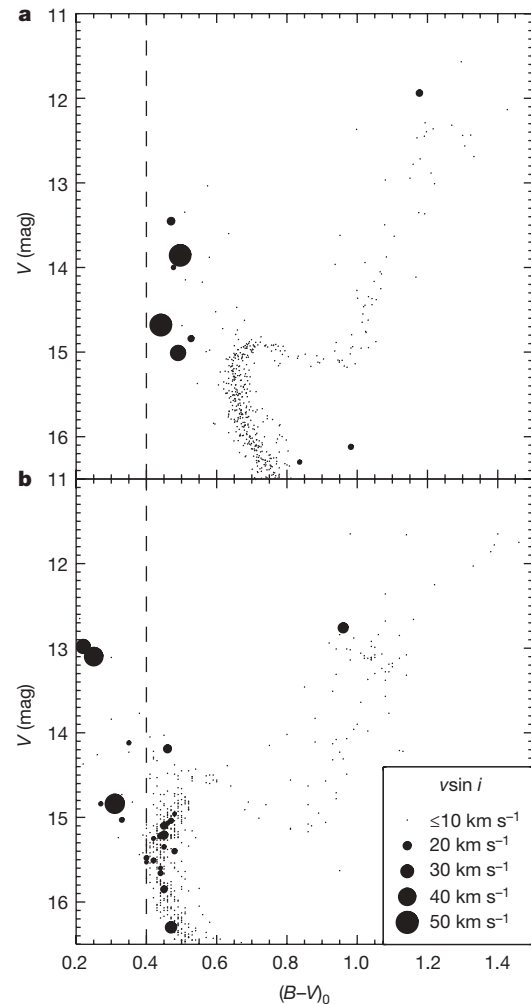 a
11
12
13
14
15
16
V (mag)
b
11
12
13
14
15
16
V (mag)
0.2 0.4 0.6 0.8 1.0 1.2 1.4
(B–V)₀
vsin i
≤10 km s⁻¹
20 km s⁻¹
30 km s⁻¹
40 km s⁻¹
50 km s⁻¹